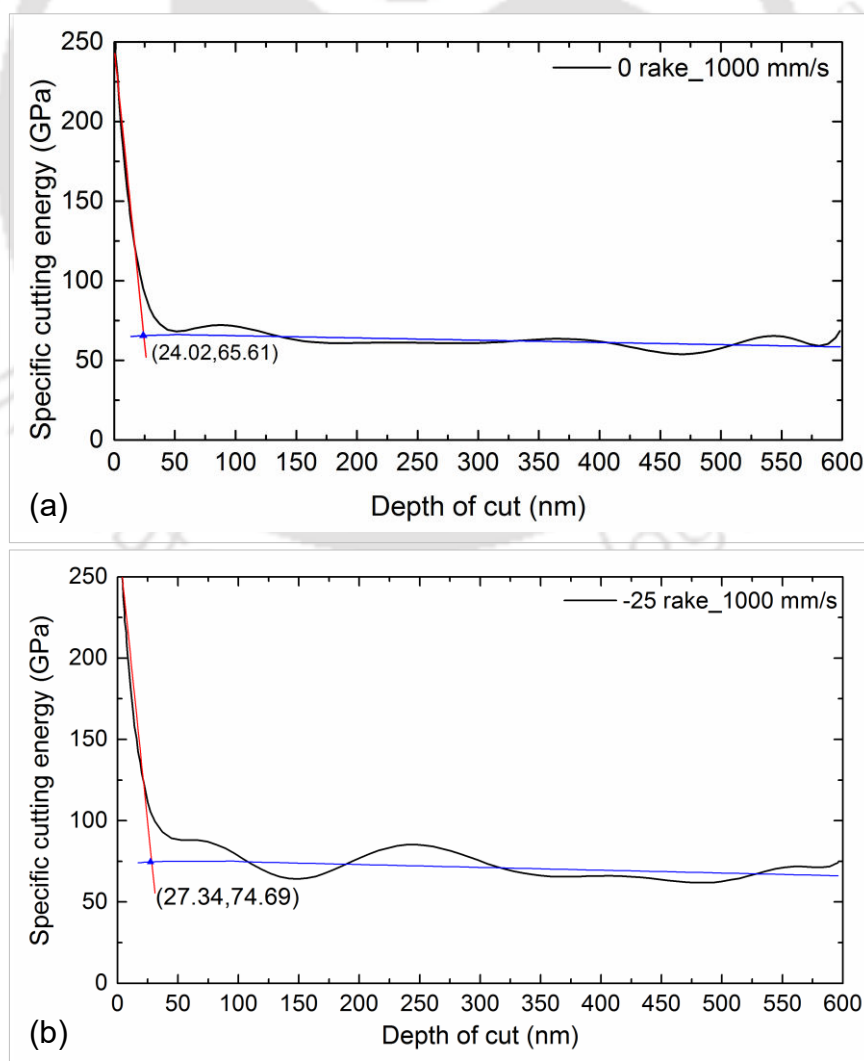 250
200
150
100
50
0
Specific cutting energy (GPa)
0 rake_1000 mm/s
(24.02,65.61)
0 50 100 150 200 250 300 350 400 450 500 550 600
Depth of cut (nm)
(a)
250
200
150
100
50
0
Specific cutting energy (GPa)
-25 rake_1000 mm/s
(27.34,74.69)
0 50 100 150 200 250 300 350 400 450 500 550 600
Depth of cut (nm)
(b)